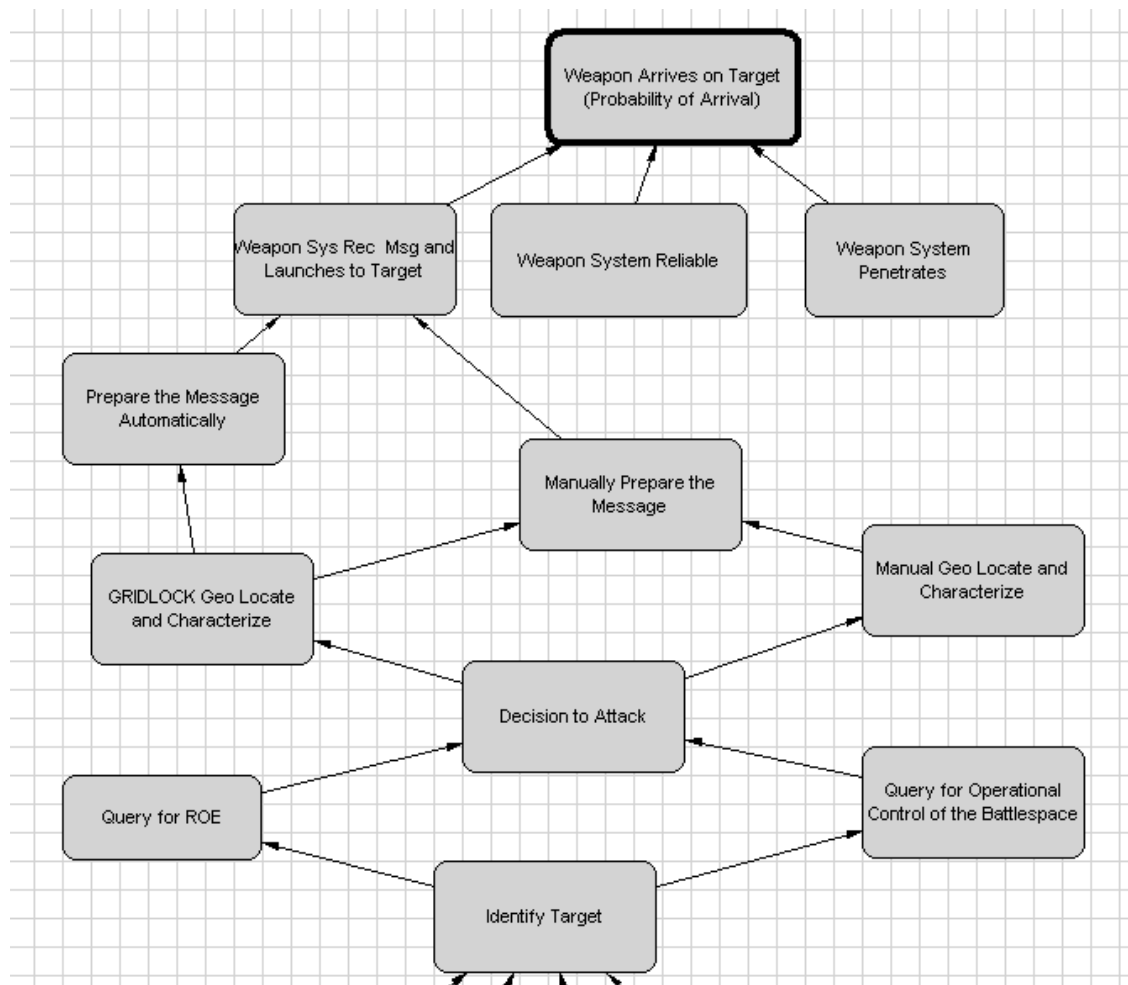 Weapon Arrives on Target
(Probability of Arrival)
Weapon Sys Rec  Msg and
Launches to Target
Weapon System Reliable
Weapon System
Penetrates
Prepare the Message
Automatically
Manually Prepare the
Message
GRIDLOCK Geo Locate
and Characterize
Manual Geo Locate and
Characterize
Decision to Attack
Query for ROE
Query for Operational
Control of the Battlespace
Identify Target